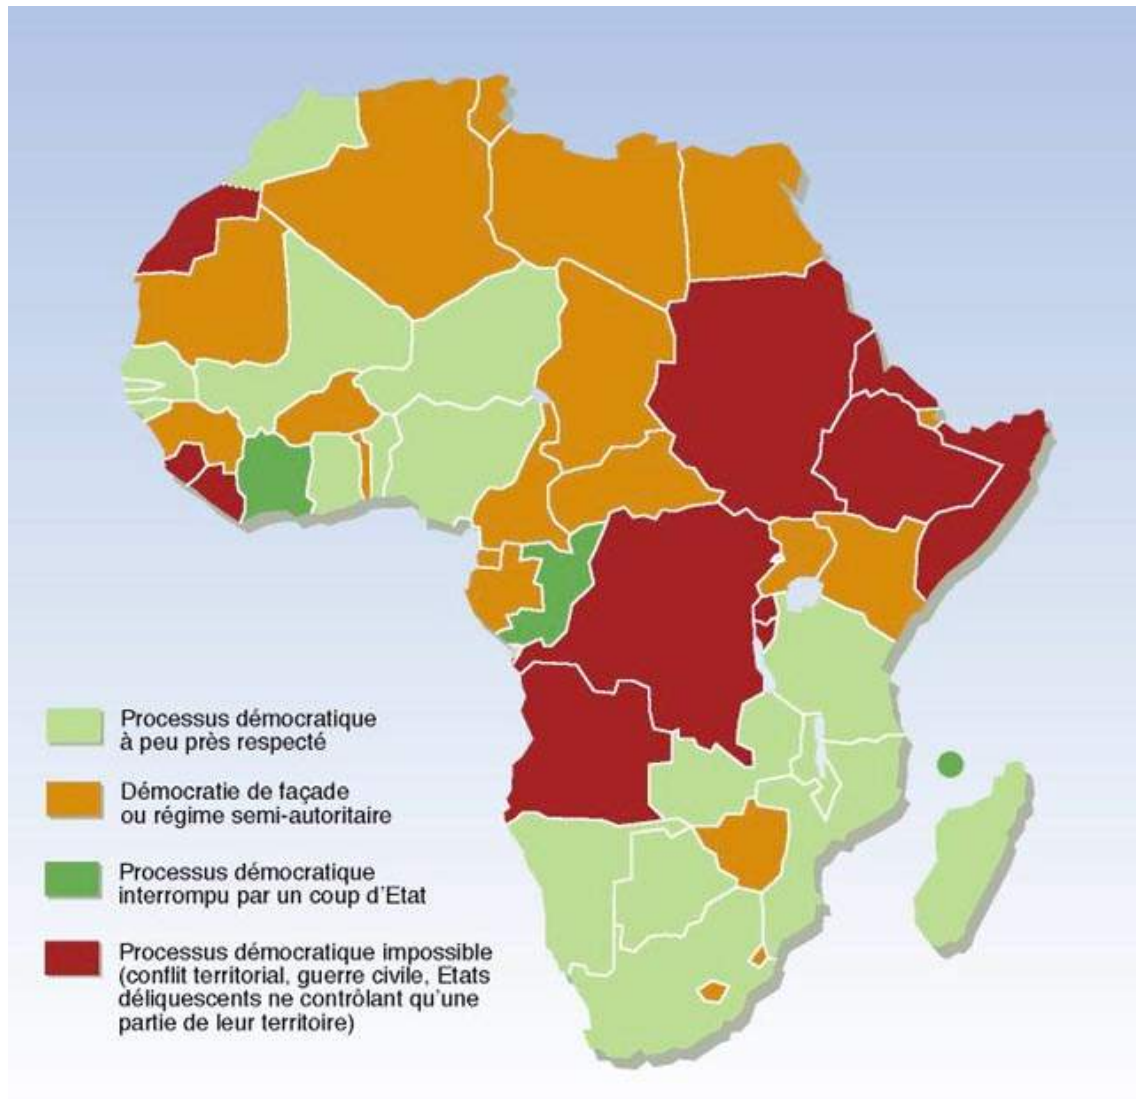 Processus démocratique
à peu près respecté
Démocratie de façade
ou régime semi-autoritaire
Processus démocratique
interrompu par un coup d'Etat
Processus démocratique impossible
(conflit territorial, guerre civile, Etats
déliquescents ne contrôlant qu'une
partie de leur territoire)